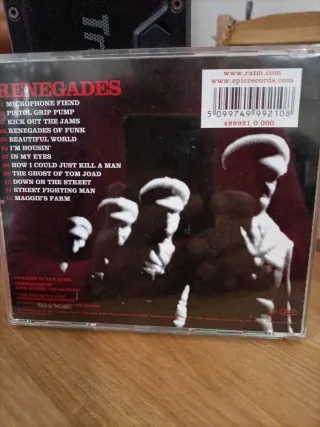 RENEGADES
MICROPHONE FIEND
PISTOL GRIP PUMP
KICK OUT THE JAMS
RENEGADES OF FUNK
BEAUTIFUL WORLD
I'M HOUSIN'
IN MY EYES
HOW I COULD JUST KILL A MAN
THE GHOST OF TOM JOAD
DOWN ON THE STREET
STREET FIGHTING MAN
MAGGIE'S FARM
www.ratm.com
www.epicrecords.com
5 099749 992108
499921 0 000